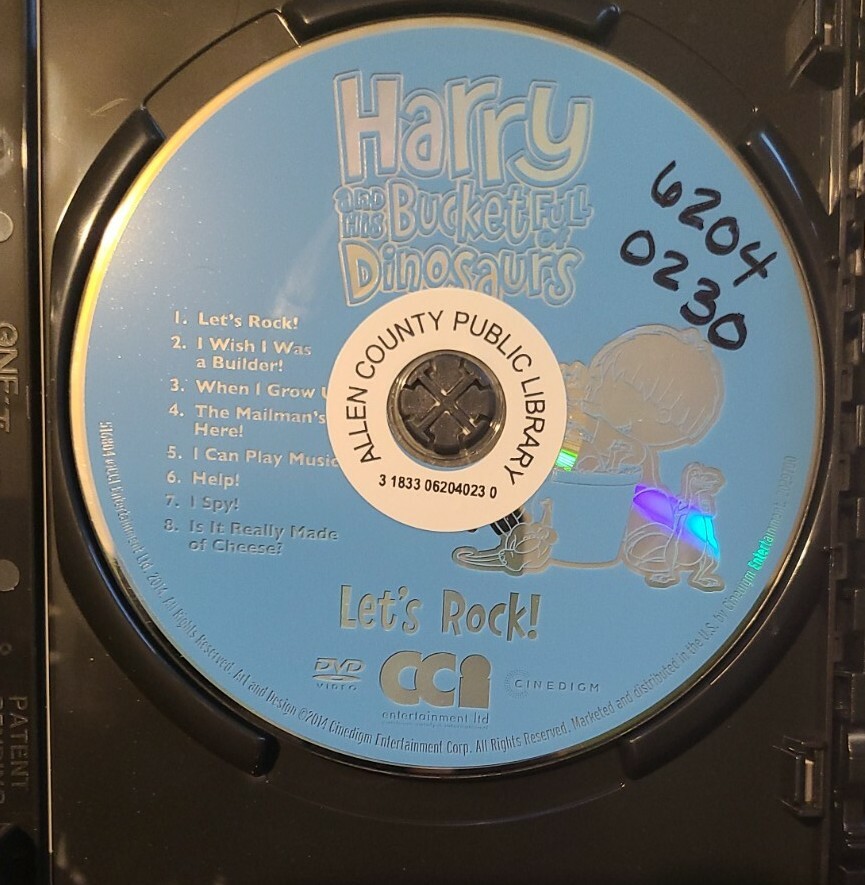 Harry
and his Bucket Full
of
Dinosaurs
6204
0230
1. Let's Rock!
2. I Wish I Was
a Builder!
3. When I Grow
4. The Mailman's
Here!
5. I Can Play Music
6. Help!
7. I Spy!
8. Is It Really Made
of Cheese?
ALLEN COUNTY PUBLIC LIBRARY
3 1833 06204023 0
Let's Rock!
DVD
VIDEO
CCI
entertainment ltd
CINEDIGM
Entertainment Ltd. 2014. All Rights Reserved. Art and Design ©2014 Cinedigm Entertainment Corp. All Rights Reserved. Marketed and distributed in the U.S. by Cinedigm Entertainment.
PATENT